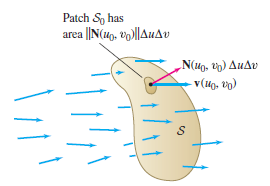 Patch 𝒮₀ has
area ||N(u₀, v₀)||ΔuΔv
N(u₀, v₀) ΔuΔv
v(u₀, v₀)
𝒮